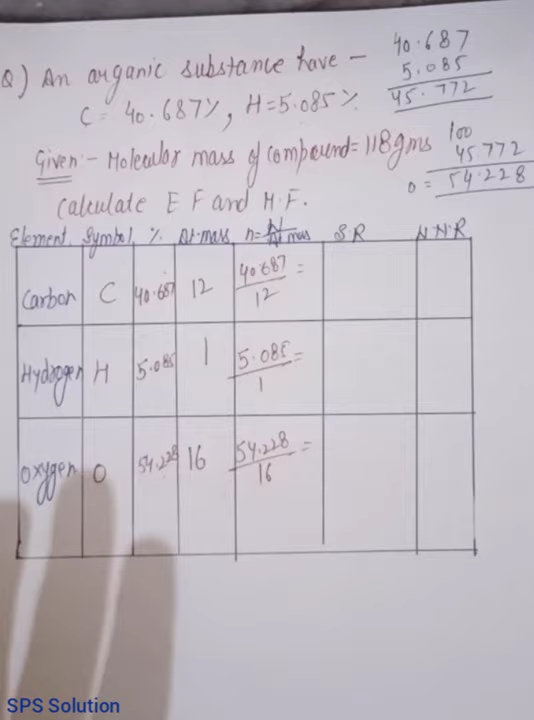 Q) An organic substance have -
C = 40.687%, H=5.085%
40.687
5.085
45.772
Given :- Molecular mass of compound = 118gms
100
45.772
O = 54.228
Calculate E F and M.F.
Element Symbol % At.mass n= %/At mass S R N N.R
Carbon C 40.687 12 40.687/12 =
Hydrogen H 5.085 1 5.085/1 =
Oxygen O 54.228 16 54.228/16 =
SPS Solution